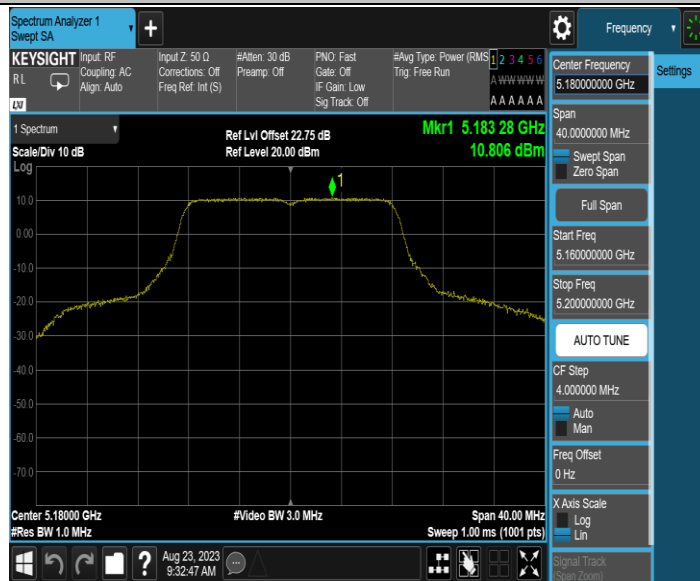 Spectrum Analyzer 1
Swept SA
+
Frequency
KEYSIGHT
Input: RF
Coupling: AC
Align: Auto
R L
LXI
Input Z: 50 Ω
Corrections: Off
Freq Ref: Int (S)
#Atten: 30 dB
Preamp: Off
PNO: Fast
Gate: Off
IF Gain: Low
Sig Track: Off
#Avg Type: Power (RMS
Trig: Free Run
1 2 3 4 5 6
A W W W W W
A A A A A A
1 Spectrum
Scale/Div 10 dB
Log
Ref Lvl Offset 22.75 dB
Ref Level 20.00 dBm
Mkr1 5.183 28 GHz
10.806 dBm
1
10.0
0.00
-10.0
-20.0
-30.0
-40.0
-50.0
-60.0
-70.0
Center 5.18000 GHz
#Res BW 1.0 MHz
#Video BW 3.0 MHz
Span 40.00 MHz
Sweep 1.00 ms (1001 pts)
Center Frequency
5.180000000 GHz
Settings
Span
40.0000000 MHz
Swept Span
Zero Span
Full Span
Start Freq
5.160000000 GHz
Stop Freq
5.200000000 GHz
AUTO TUNE
CF Step
4.000000 MHz
Auto
Man
Freq Offset
0 Hz
X Axis Scale
Log
Lin
Signal Track
(Span Zoom)
?
Aug 23, 2023
9:32:47 AM